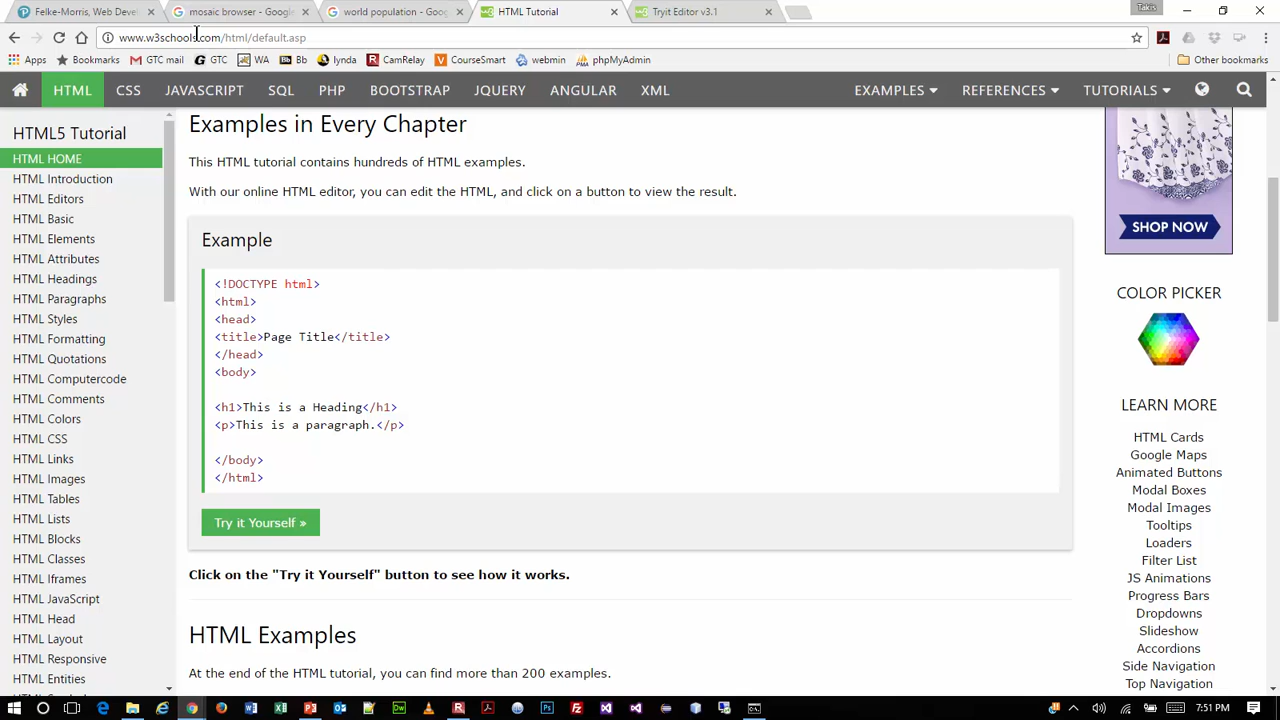 Felke-Morris, Web Devel
mosaic browser - Google
world population - Goog
HTML Tutorial
Tryit Editor v3.1
Takis
www.w3schools.com/html/default.asp
Apps
Bookmarks
GTC mail
GTC
WA
Bb
lynda
CamRelay
CourseSmart
webmin
phpMyAdmin
Other bookmarks
HTML
CSS
JAVASCRIPT
SQL
PHP
BOOTSTRAP
JQUERY
ANGULAR
XML
EXAMPLES
REFERENCES
TUTORIALS
HTML5 Tutorial
HTML HOME
HTML Introduction
HTML Editors
HTML Basic
HTML Elements
HTML Attributes
HTML Headings
HTML Paragraphs
HTML Styles
HTML Formatting
HTML Quotations
HTML Computercode
HTML Comments
HTML Colors
HTML CSS
HTML Links
HTML Images
HTML Tables
HTML Lists
HTML Blocks
HTML Classes
HTML Iframes
HTML JavaScript
HTML Head
HTML Layout
HTML Responsive
HTML Entities
Examples in Every Chapter
This HTML tutorial contains hundreds of HTML examples.
With our online HTML editor, you can edit the HTML, and click on a button to view the result.
Example
<!DOCTYPE html>
<html>
<head>
<title>Page Title</title>
</head>
<body>
<h1>This is a Heading</h1>
<p>This is a paragraph.</p>
</body>
</html>
Try it Yourself »
Click on the "Try it Yourself" button to see how it works.
HTML Examples
At the end of the HTML tutorial, you can find more than 200 examples.
SHOP NOW
COLOR PICKER
LEARN MORE
HTML Cards
Google Maps
Animated Buttons
Modal Boxes
Modal Images
Tooltips
Loaders
Filter List
JS Animations
Progress Bars
Dropdowns
Slideshow
Accordions
Side Navigation
Top Navigation
7:51 PM